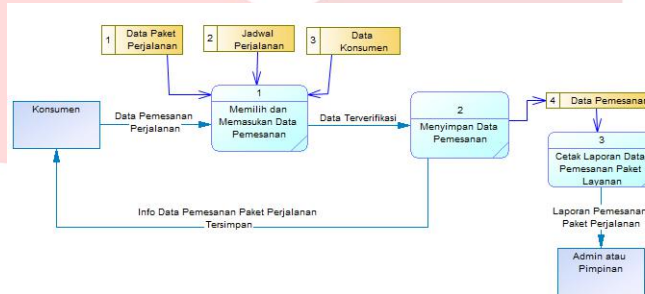 1
Data Paket
Perjalanan
2
Jadwal
Perjalanan
3
Data
Konsumen
Konsumen
Data Pemesanan
Perjalanan
1
Memilih dan
Memasukan Data
Pemesanan
Data Terverifikasi
2
Menyimpan Data
Pemesanan
4
Data Pemesanan
3
Cetak Laporan Data
Pemesanan Paket
Layanan
Info Data Pemesanan Paket Perjalanan
Tersimpan
Laporan Pemesanan
Paket Perjalanan
Admin atau
Pimpinan